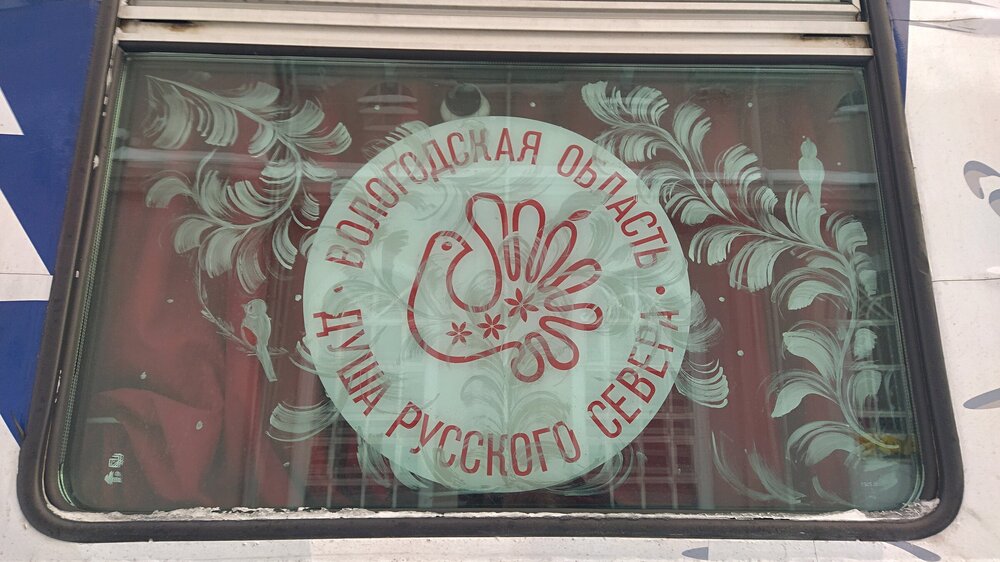 ВОЛОГОДСКАЯ ОБЛАСТЬ
ДУША РУССКОГО СЕВЕРА